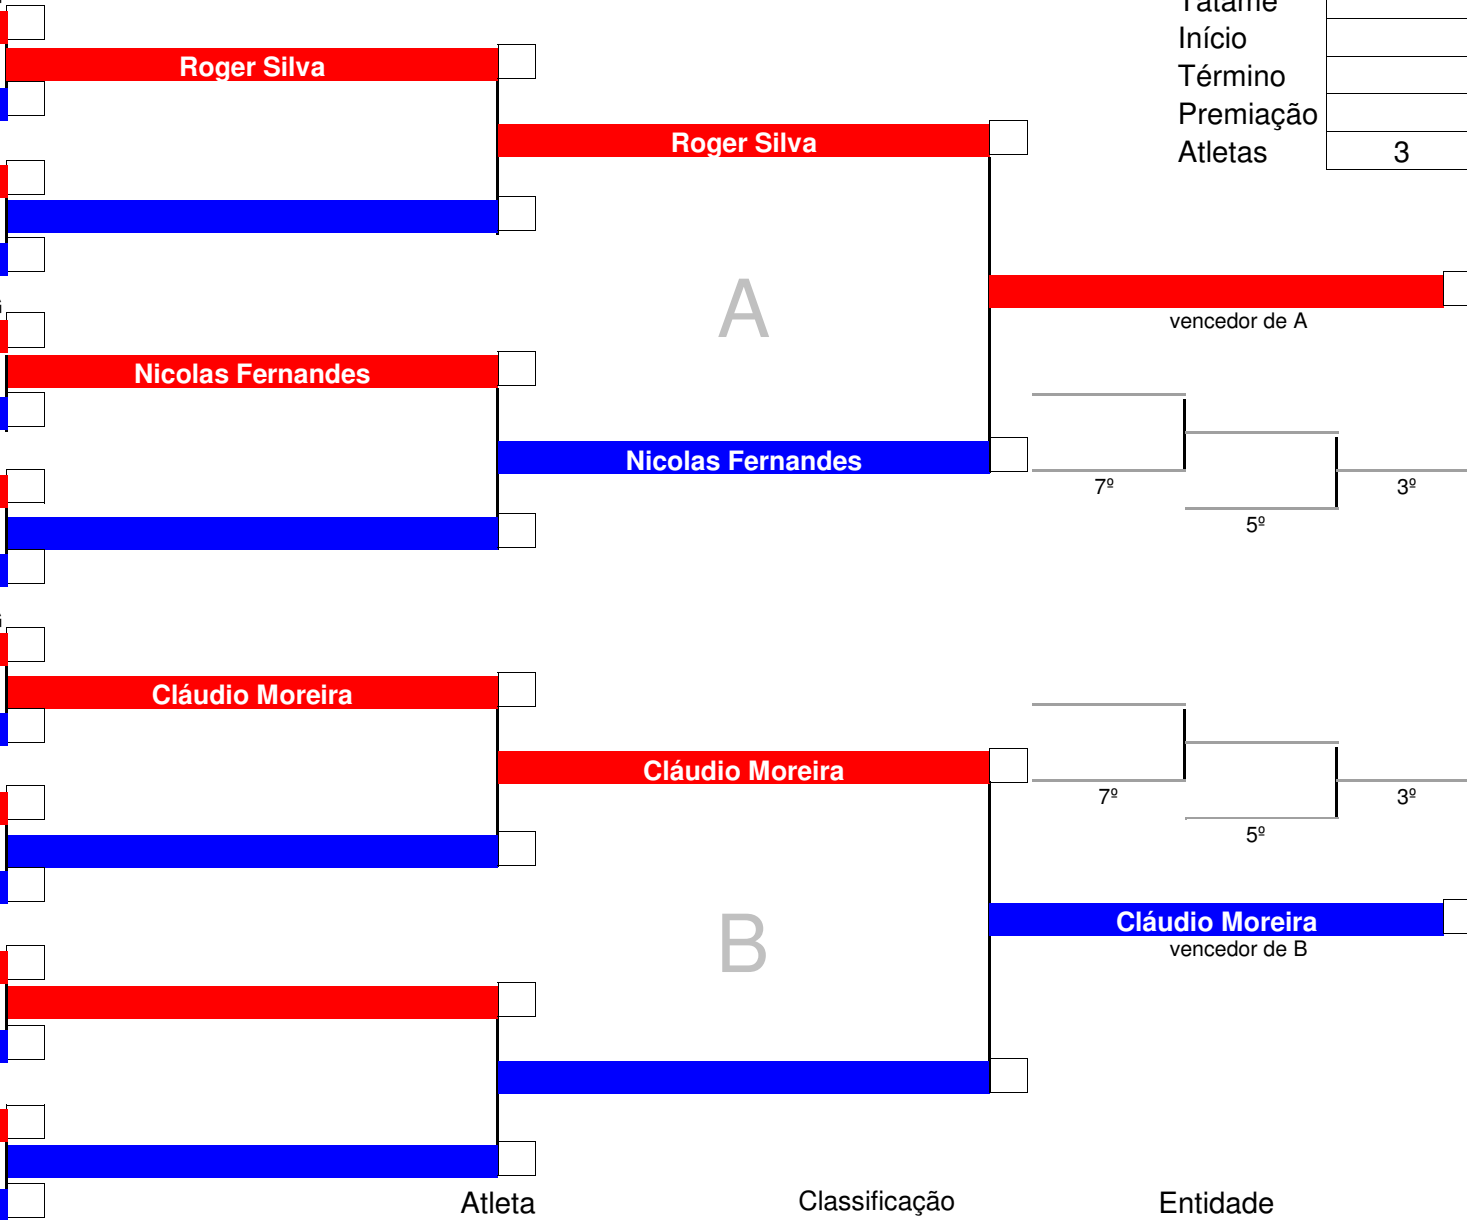 Tatame
Início
Roger Silva
Término
Premiação
Roger Silva
Atletas 3
A
vencedor de A
Nicolas Fernandes
Nicolas Fernandes
7º 3º
5º
Cláudio Moreira
Cláudio Moreira
7º 3º
5º
Cláudio Moreira
B
vencedor de B
Atleta Classificação Entidade